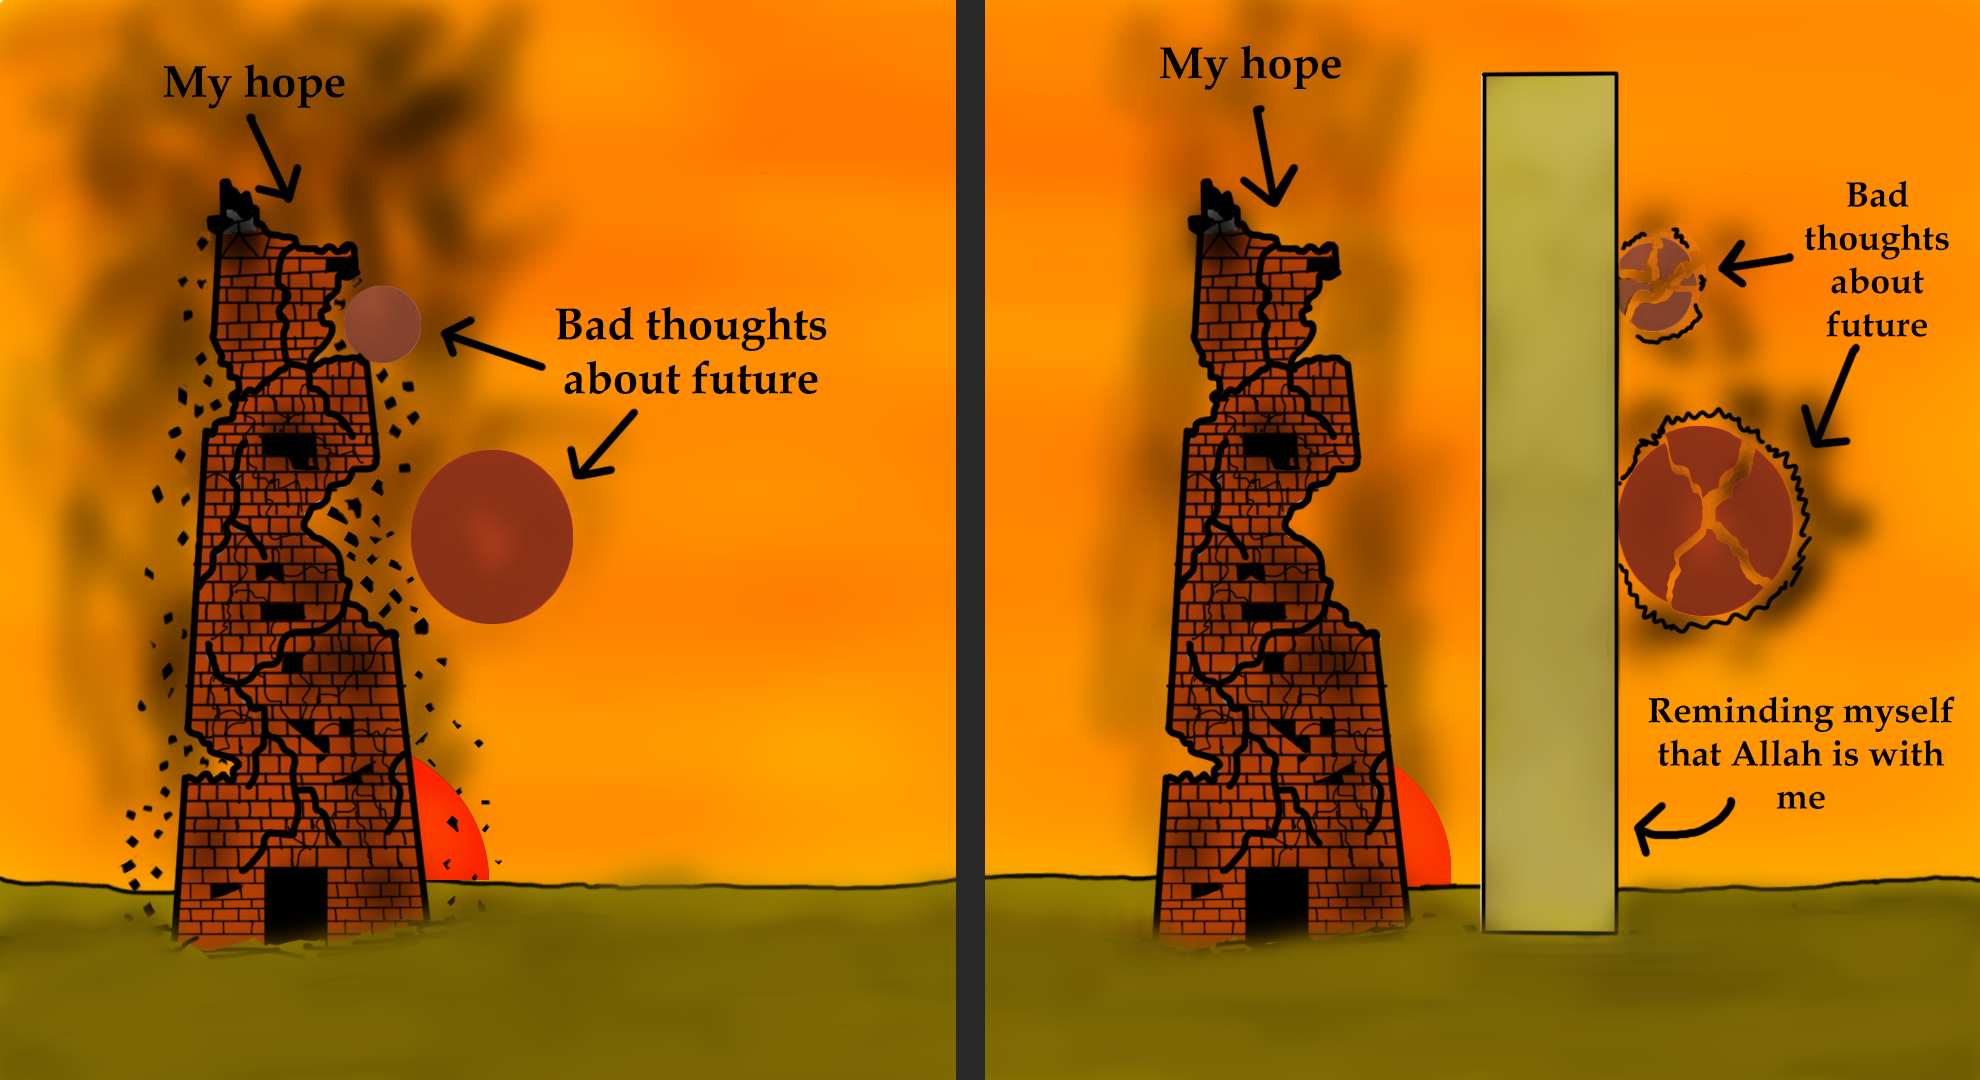 My hope
Bad thoughts
about future
My hope
Bad
thoughts
about
future
Reminding myself
that Allah is with
me